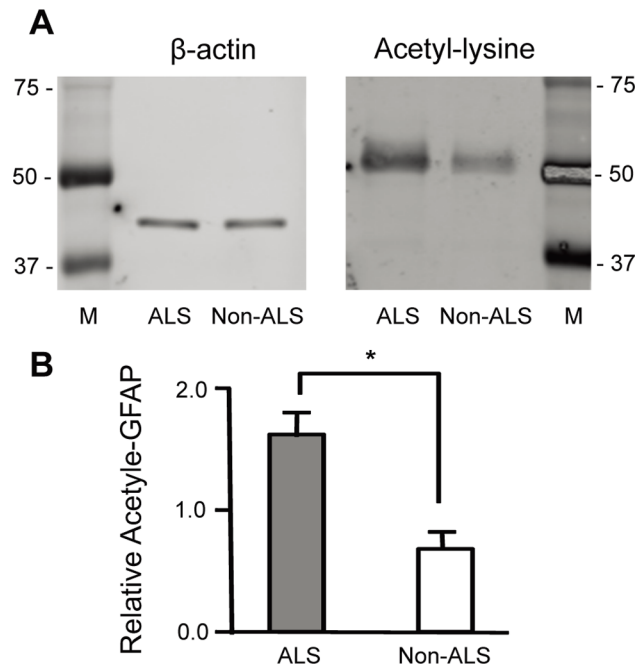 A
β-actin
Acetyl-lysine
75 -
50 -
37 -
- 75
- 50
- 37
M ALS Non-ALS
ALS Non-ALS M
B
Relative Acetyle-GFAP
2.0
1.0
0.0
*
ALS Non-ALS